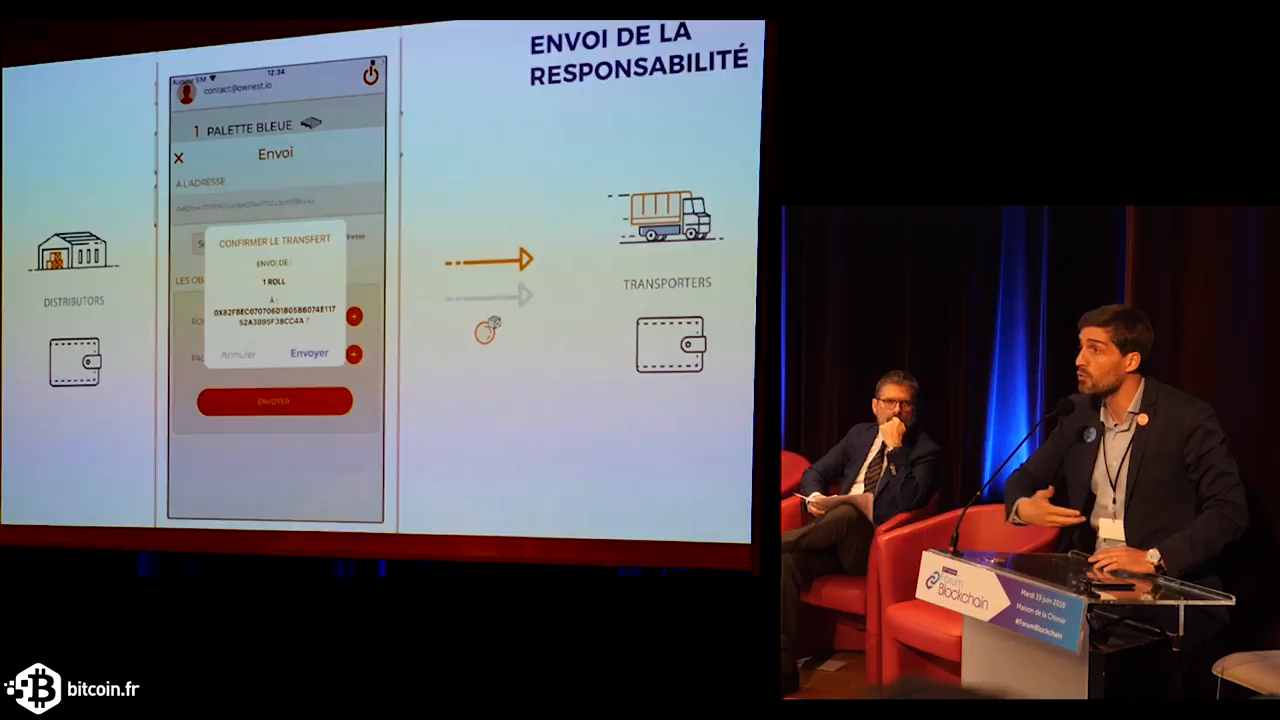 ENVOI DE LA
RESPONSABILITÉ
Aucune SIM
12:34
contact@ownest.io
1 PALETTE BLEUE
X
Envoi
A L'ADRESSE
CONFIRMER LE TRANSFERT
ENVOI DE :
1 ROLL
À :
Annuler
Envoyer
ENVOYER
DISTRIBUTORS
TRANSPORTERS
Forum
Blockchain
Mardi 19 juin 2018
Maison de la Chimie
#ForumBlockchain
bitcoin.fr